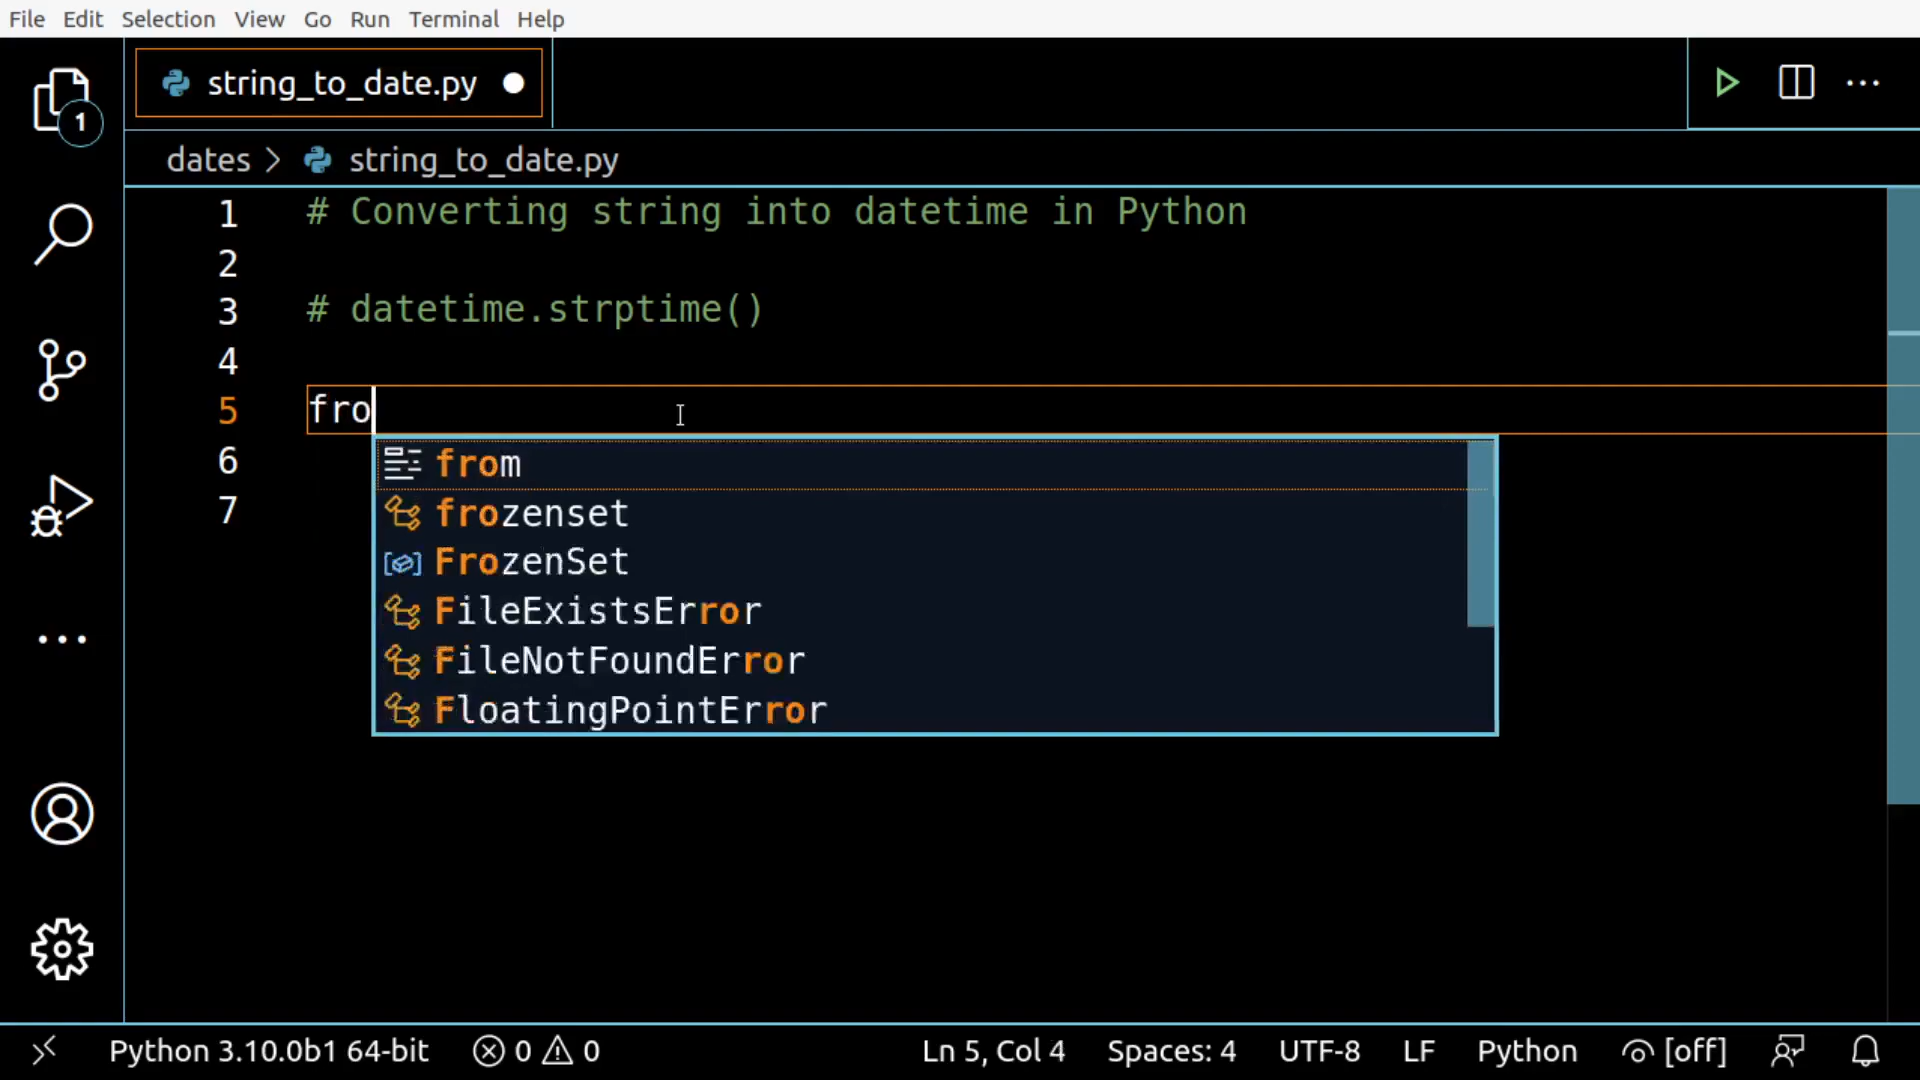 File Edit Selection View Go Run Terminal Help
string_to_date.py
dates > string_to_date.py
1
1 # Converting string into datetime in Python
2
3 # datetime.strptime()
4
5 fro
6
7
from
frozenset
FrozenSet
FileExistsError
FileNotFoundError
FloatingPointError
Python 3.10.0b1 64-bit 0 0 Ln 5, Col 4 Spaces: 4 UTF-8 LF Python [off]